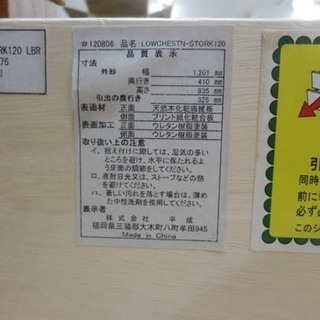 RK120 LBR
76
#120806 品名:LOWCHESTN-STORK120
品質表示
寸法
外形 幅 1,201 mm
奥行き 410 mm
高さ 835 mm
引出の奥行き 325 mm
表面材 正面 天然木化粧繊維板
側面 プリント紙化粧合板
表面加工 正面 ウレタン樹脂塗装
側面 ウレタン樹脂塗装
取り扱い上の注意
イ、据え付けに際しては、湿気の多い
ところを避け、水平に保たれるよ
う床面の調節をしてください。
ロ、直射日光又は、ストーブなどの熱
を避けてください。
ハ、著しい汚れを落とす場合は、薄め
た中性洗剤を使用してください。
表示者
株式会社 平成
福岡県三潴郡大木町八町牟田945
Made in China
引
同時
前に
必ず必
このシ